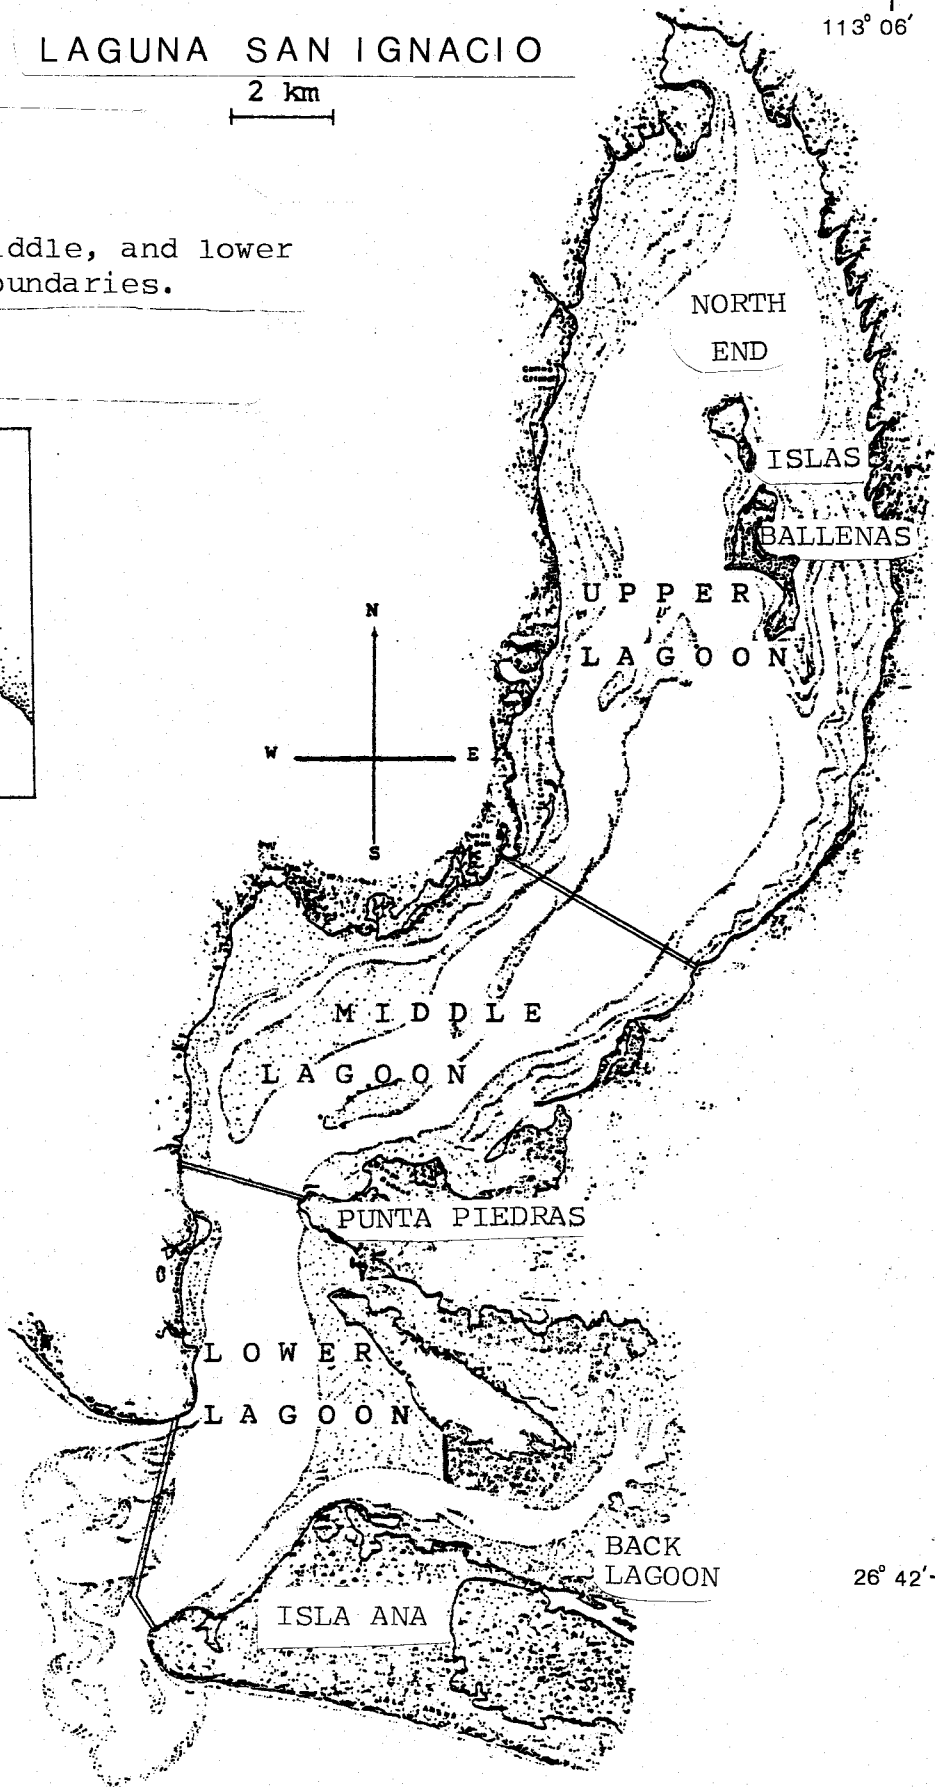 113° 06′
LAGUNA SAN IGNACIO
2 km
iddle, and lower
oundaries.
NORTH
END
ISLAS
BALLENAS
UPPER
LAGOON
N
W E
S
MIDDLE
LAGOON
PUNTA PIEDRAS
LOWER
LAGOON
BACK
LAGOON
26° 42′
ISLA ANA